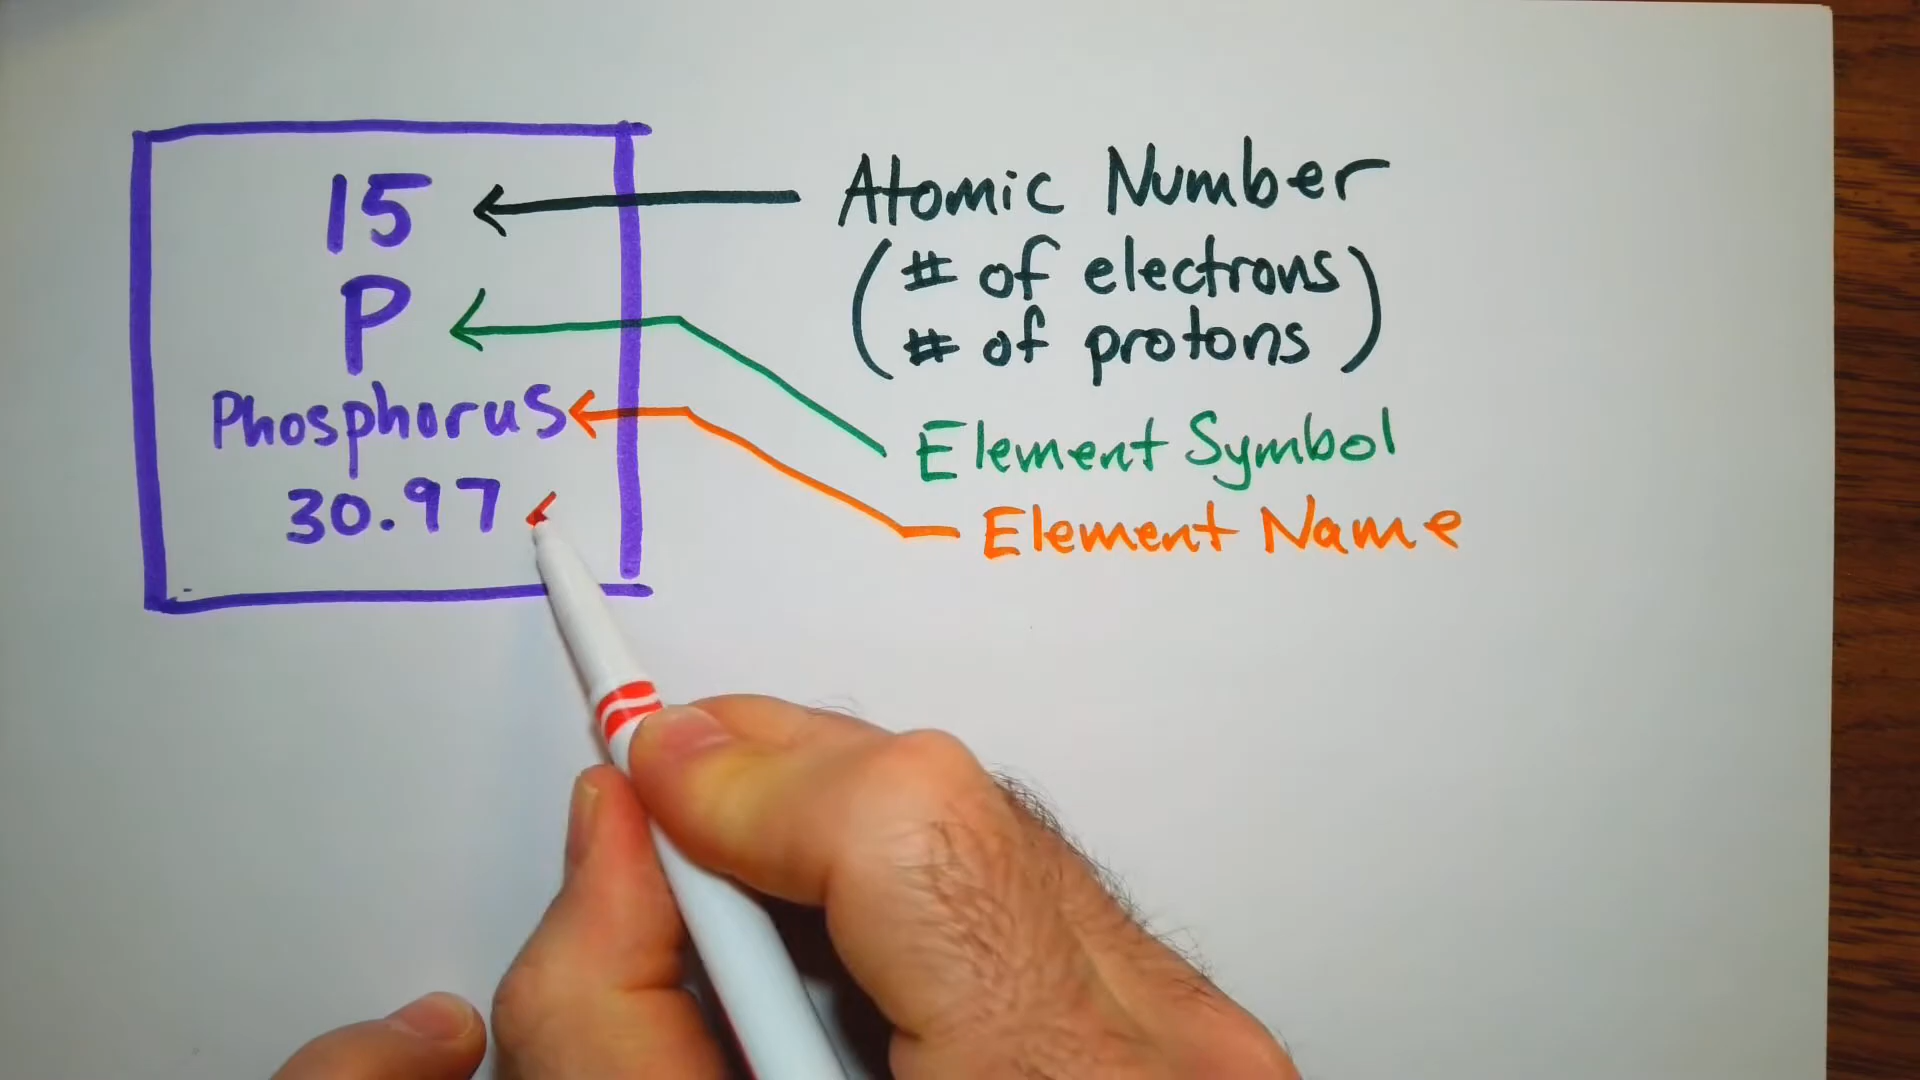 15
P
Phosphorus
30.97
Atomic Number
(# of electrons
# of protons)
Element Symbol
Element Name